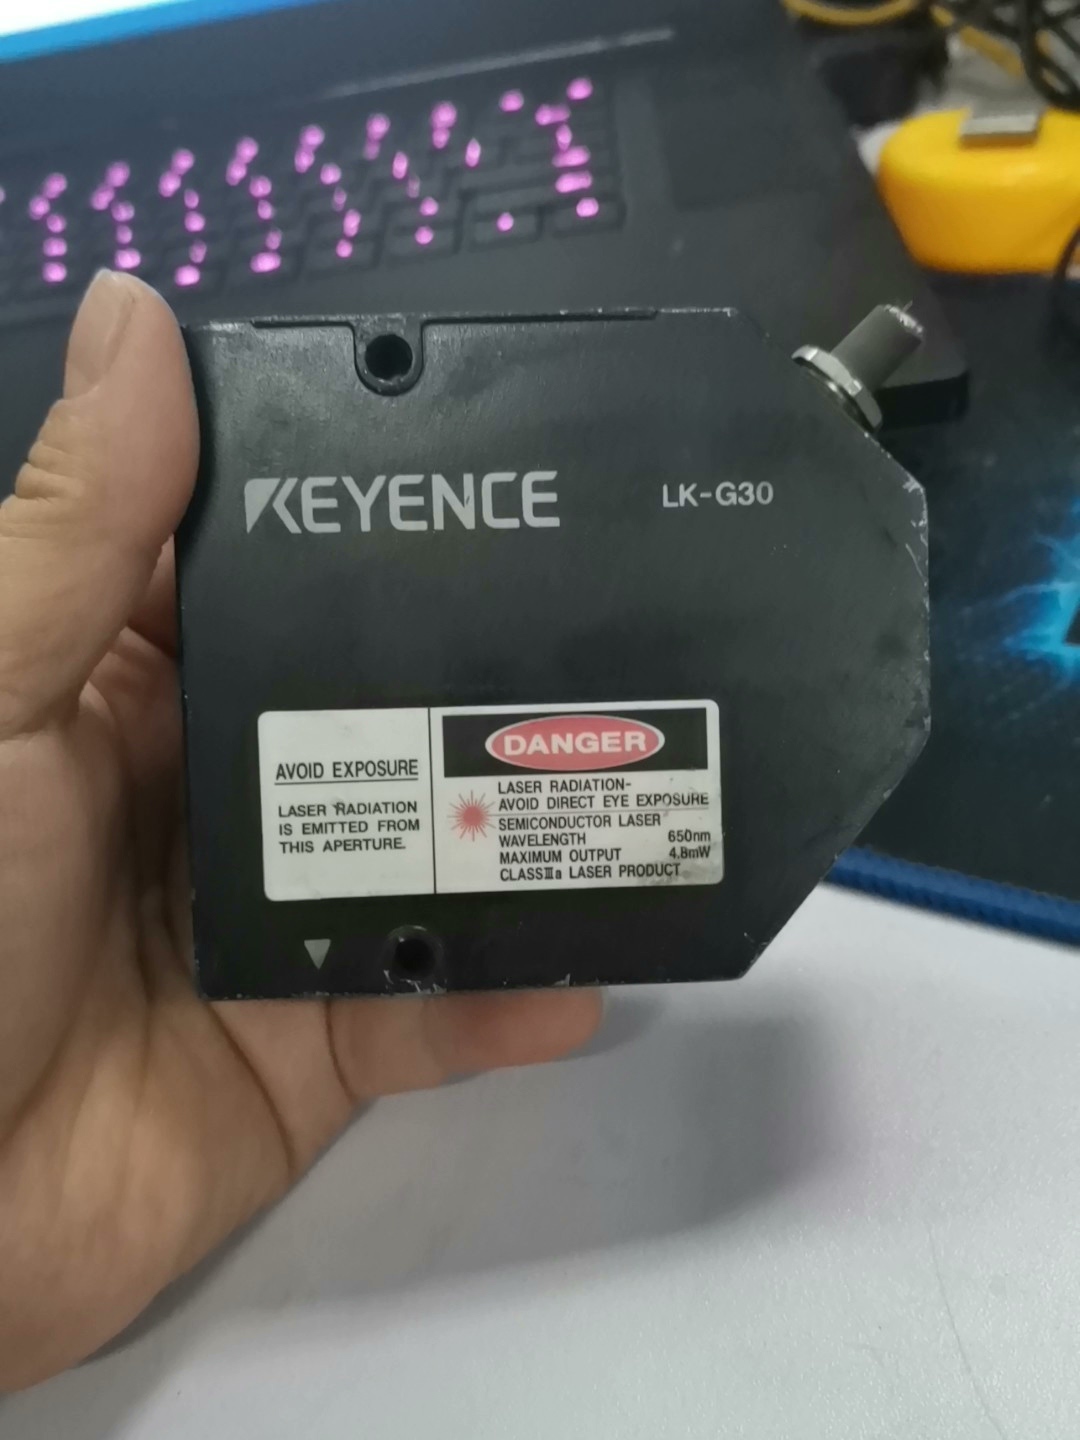 KEYENCE
LK-G30
AVOID EXPOSURE
LASER RADIATION
IS EMITTED FROM
THIS APERTURE.
DANGER
LASER RADIATION-
AVOID DIRECT EYE EXPOSURE
SEMICONDUCTOR LASER
WAVELENGTH 650nm
MAXIMUM OUTPUT 4.8mW
CLASSⅢa LASER PRODUCT